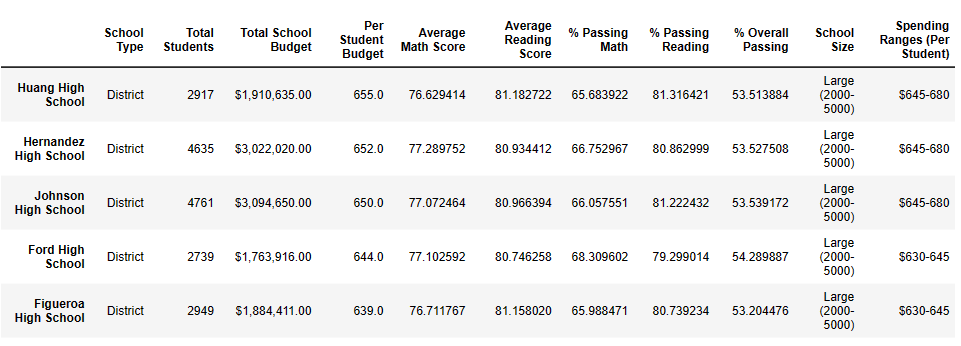 School Type Total Students Total School Budget Per Student Budget Average Math Score Average Reading Score % Passing Math % Passing Reading % Overall Passing School Size Spending Ranges (Per Student)
Huang High School District 2917 $1,910,635.00 655.0 76.629414 81.182722 65.683922 81.316421 53.513884 Large (2000-5000) $645-680
Hernandez High School District 4635 $3,022,020.00 652.0 77.289752 80.934412 66.752967 80.862999 53.527508 Large (2000-5000) $645-680
Johnson High School District 4761 $3,094,650.00 650.0 77.072464 80.966394 66.057551 81.222432 53.539172 Large (2000-5000) $645-680
Ford High School District 2739 $1,763,916.00 644.0 77.102592 80.746258 68.309602 79.299014 54.289887 Large (2000-5000) $630-645
Figueroa High School District 2949 $1,884,411.00 639.0 76.711767 81.158020 65.988471 80.739234 53.204476 Large (2000-5000) $630-645